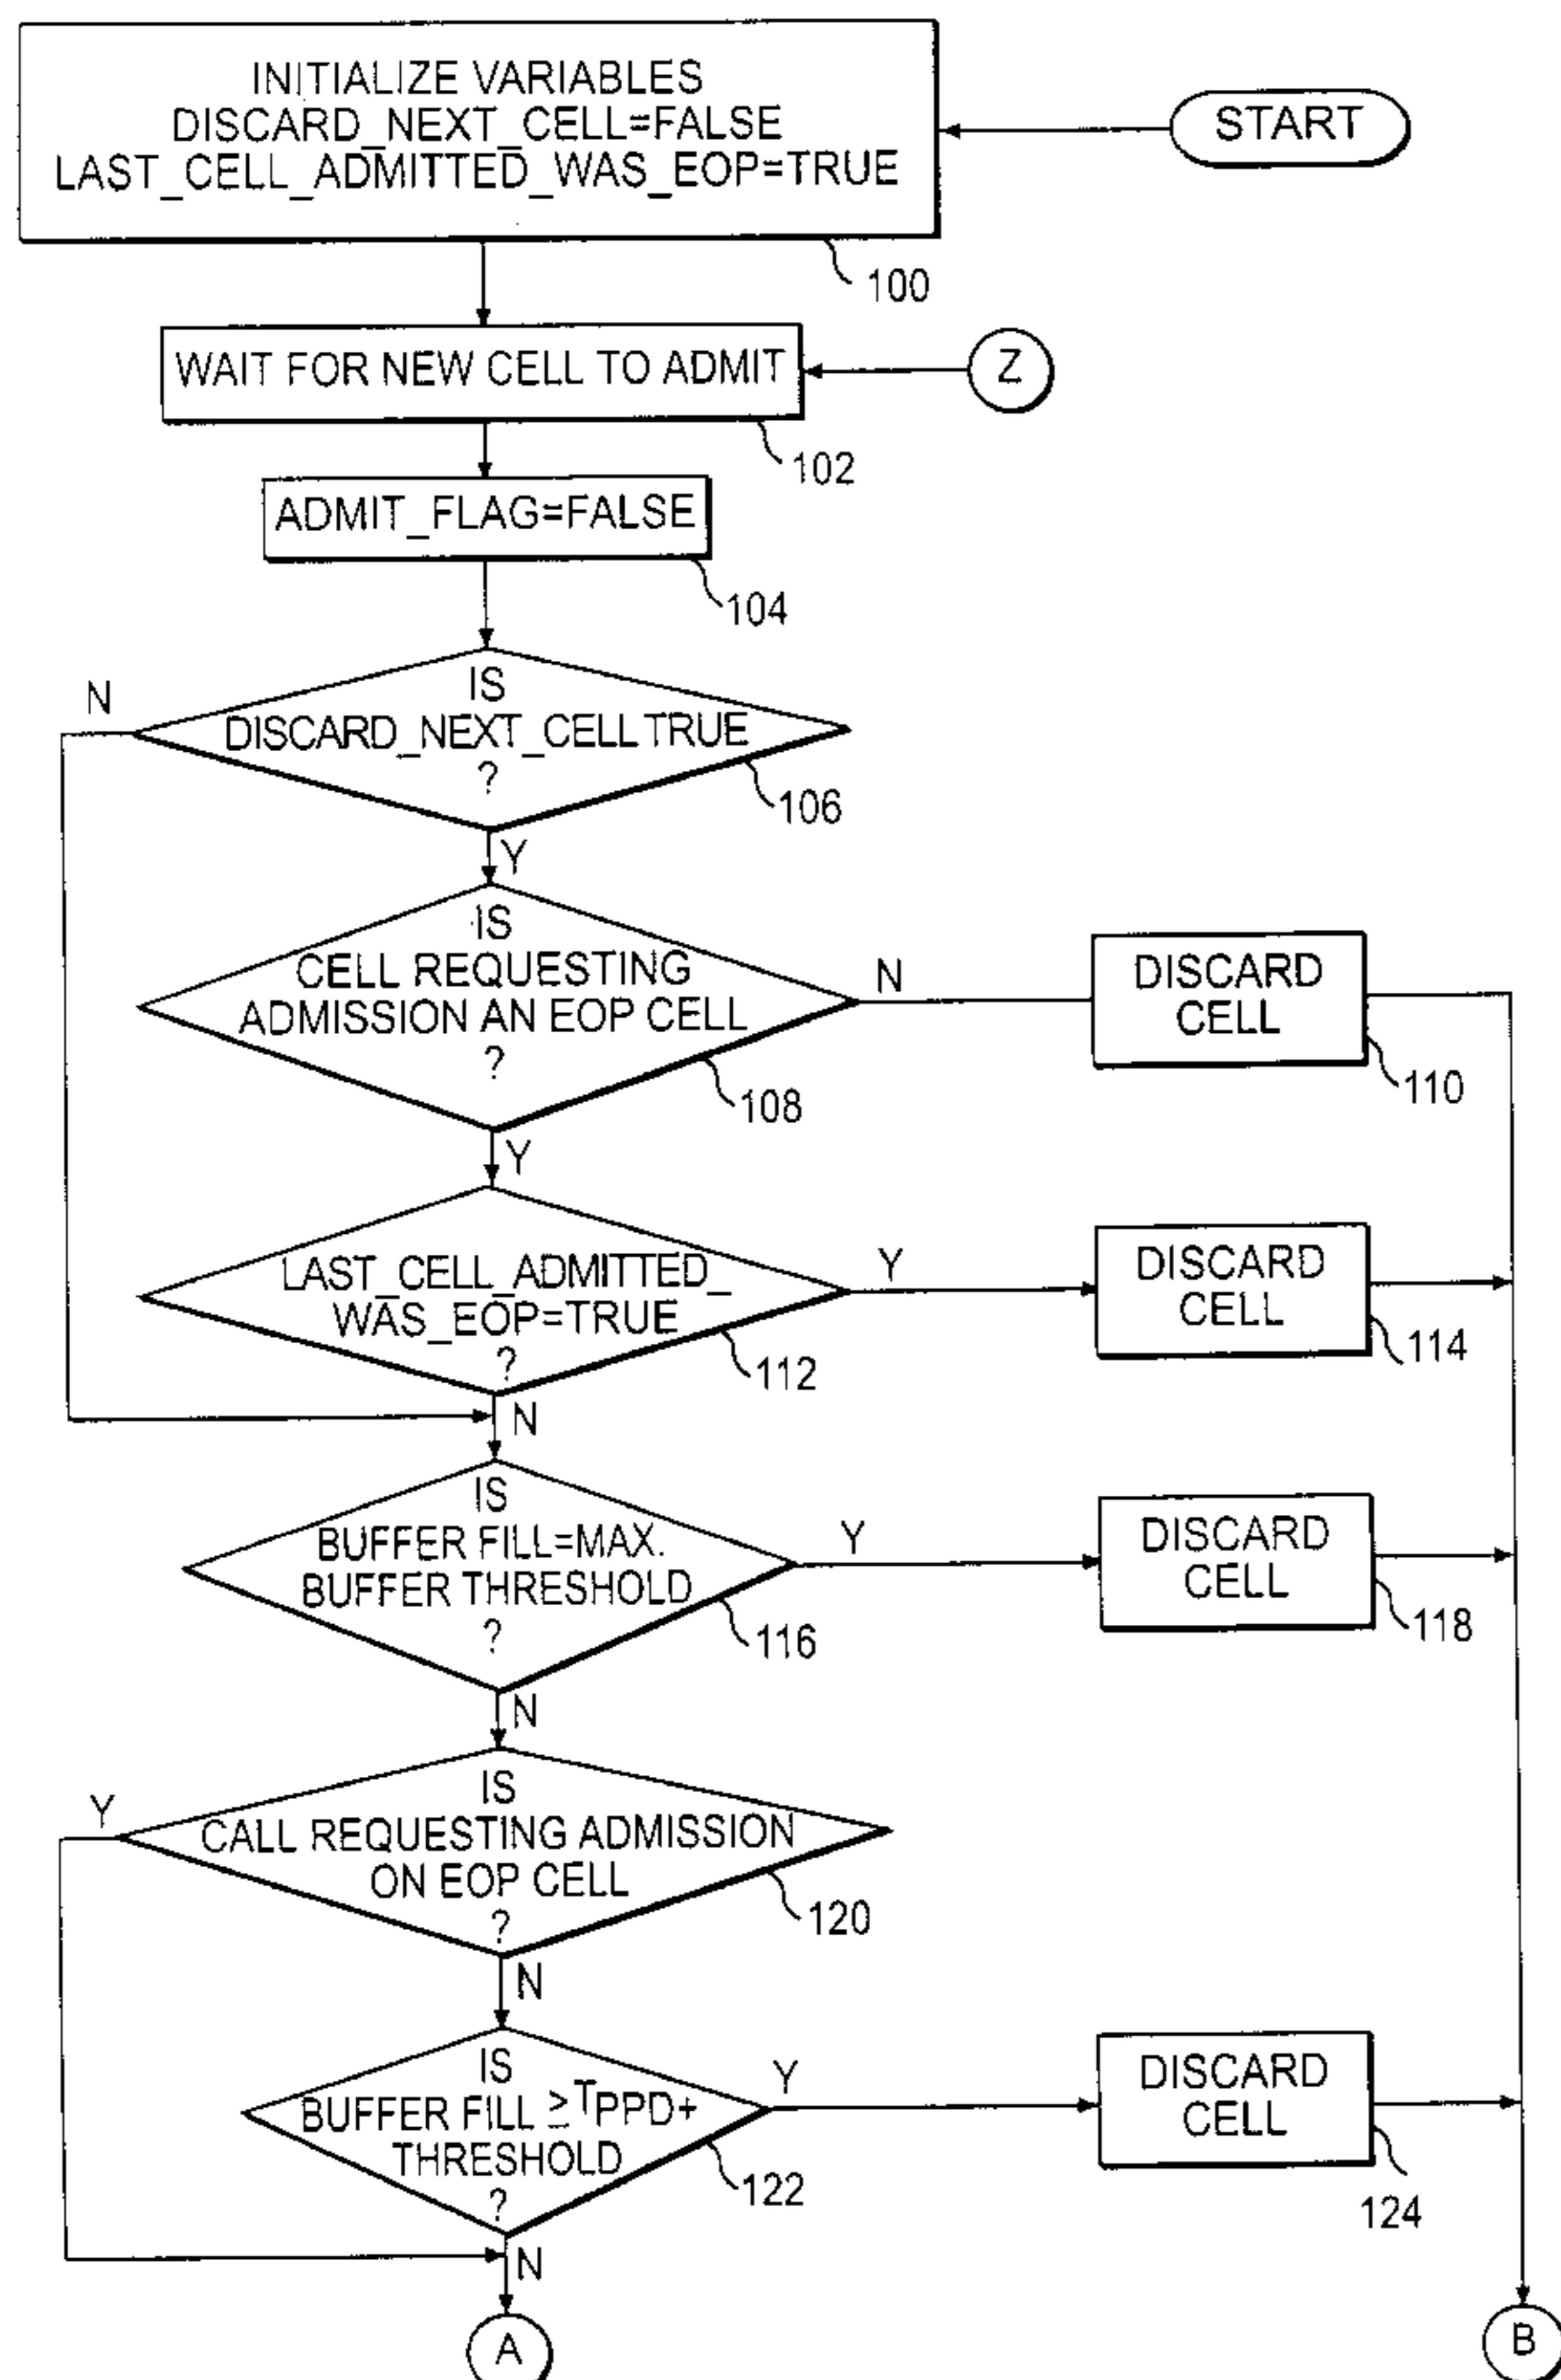 INITIALIZE VARIABLES
DISCARD_NEXT_CELL=FALSE
LAST_CELL_ADMITTED_WAS_EOP=TRUE
START
100
WAIT FOR NEW CELL TO ADMIT
Z
102
ADMIT_FLAG=FALSE
104
N
IS
DISCARD_NEXT_CELL TRUE
?
106
Y
IS
CELL REQUESTING
ADMISSION AN EOP CELL
?
108
N
DISCARD
CELL
110
Y
LAST_CELL_ADMITTED_
WAS_EOP=TRUE
?
112
Y
DISCARD
CELL
114
N
IS
BUFFER FILL=MAX.
BUFFER THRESHOLD
?
116
Y
DISCARD
CELL
118
N
Y
IS
CALL REQUESTING ADMISSION
ON EOP CELL
?
120
N
IS
BUFFER FILL ≥TPPD+
THRESHOLD
?
122
Y
DISCARD
CELL
124
N
A
B